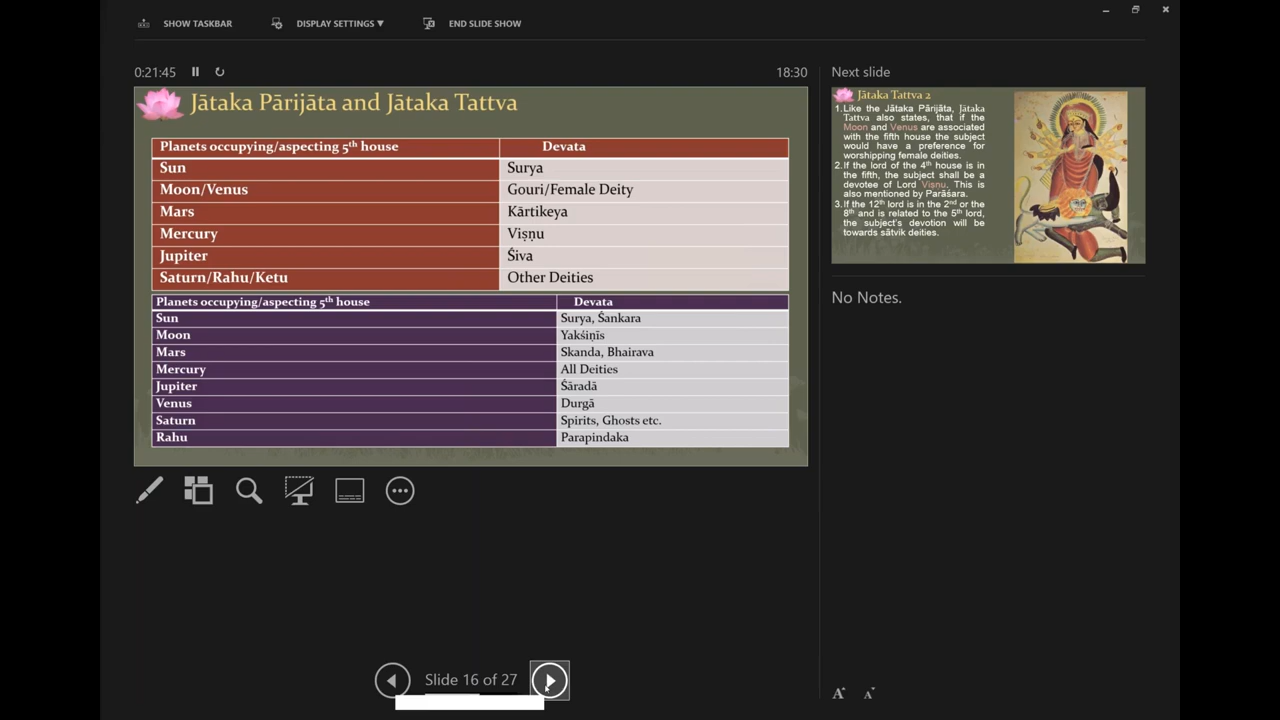 SHOW TASKBAR DISPLAY SETTINGS ▼ END SLIDE SHOW
0:21:45 18:30
Jātaka Pārijāta and Jātaka Tattva
Planets occupying/aspecting 5th house Devata
Sun Surya
Moon/Venus Gouri/Female Deity
Mars Kārtikeya
Mercury Viṣṇu
Jupiter Śiva
Saturn/Rahu/Ketu Other Deities
Planets occupying/aspecting 5th house Devata
Sun Surya, Śankara
Moon Yakśiṇīs
Mars Skanda, Bhairava
Mercury All Deities
Jupiter Śāradā
Venus Durgā
Saturn Spirits, Ghosts etc.
Rahu Parapindaka
Slide 16 of 27
Next slide
Jātaka Tattva 2
1. Like the Jātaka Pārijāta, Jātaka
Tattva also states, that if the
Moon and Venus are associated
with the fifth house the subject
would have a preference for
worshipping female deities.
2. If the lord of the 4th house is in
the fifth, the subject shall be a
devotee of Lord Viṣṇu. This is
also mentioned by Parāśara.
3. If the 12th lord is in the 2nd or the
8th and is related to the 5th lord,
the subject's devotion will be
towards sātvik deities.
No Notes.
A A